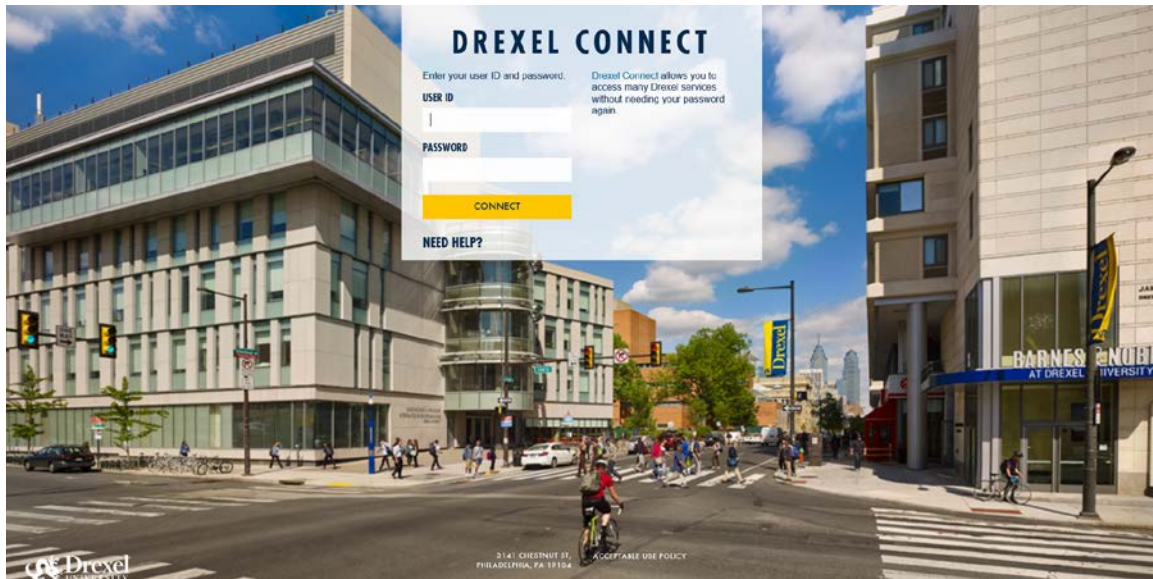 DREXEL CONNECT
Enter your user ID and password.
USER ID
PASSWORD
CONNECT
NEED HELP?
Drexel Connect allows you to
access many Drexel services
without needing your password
again.
Drexel
Drexel
BARNES
AT DREXEL
3141 CHESTNUT ST,
PHILADELPHIA, PA 19104
ACCEPTABLE USE POLICY
Drexel
UNIVERSITY